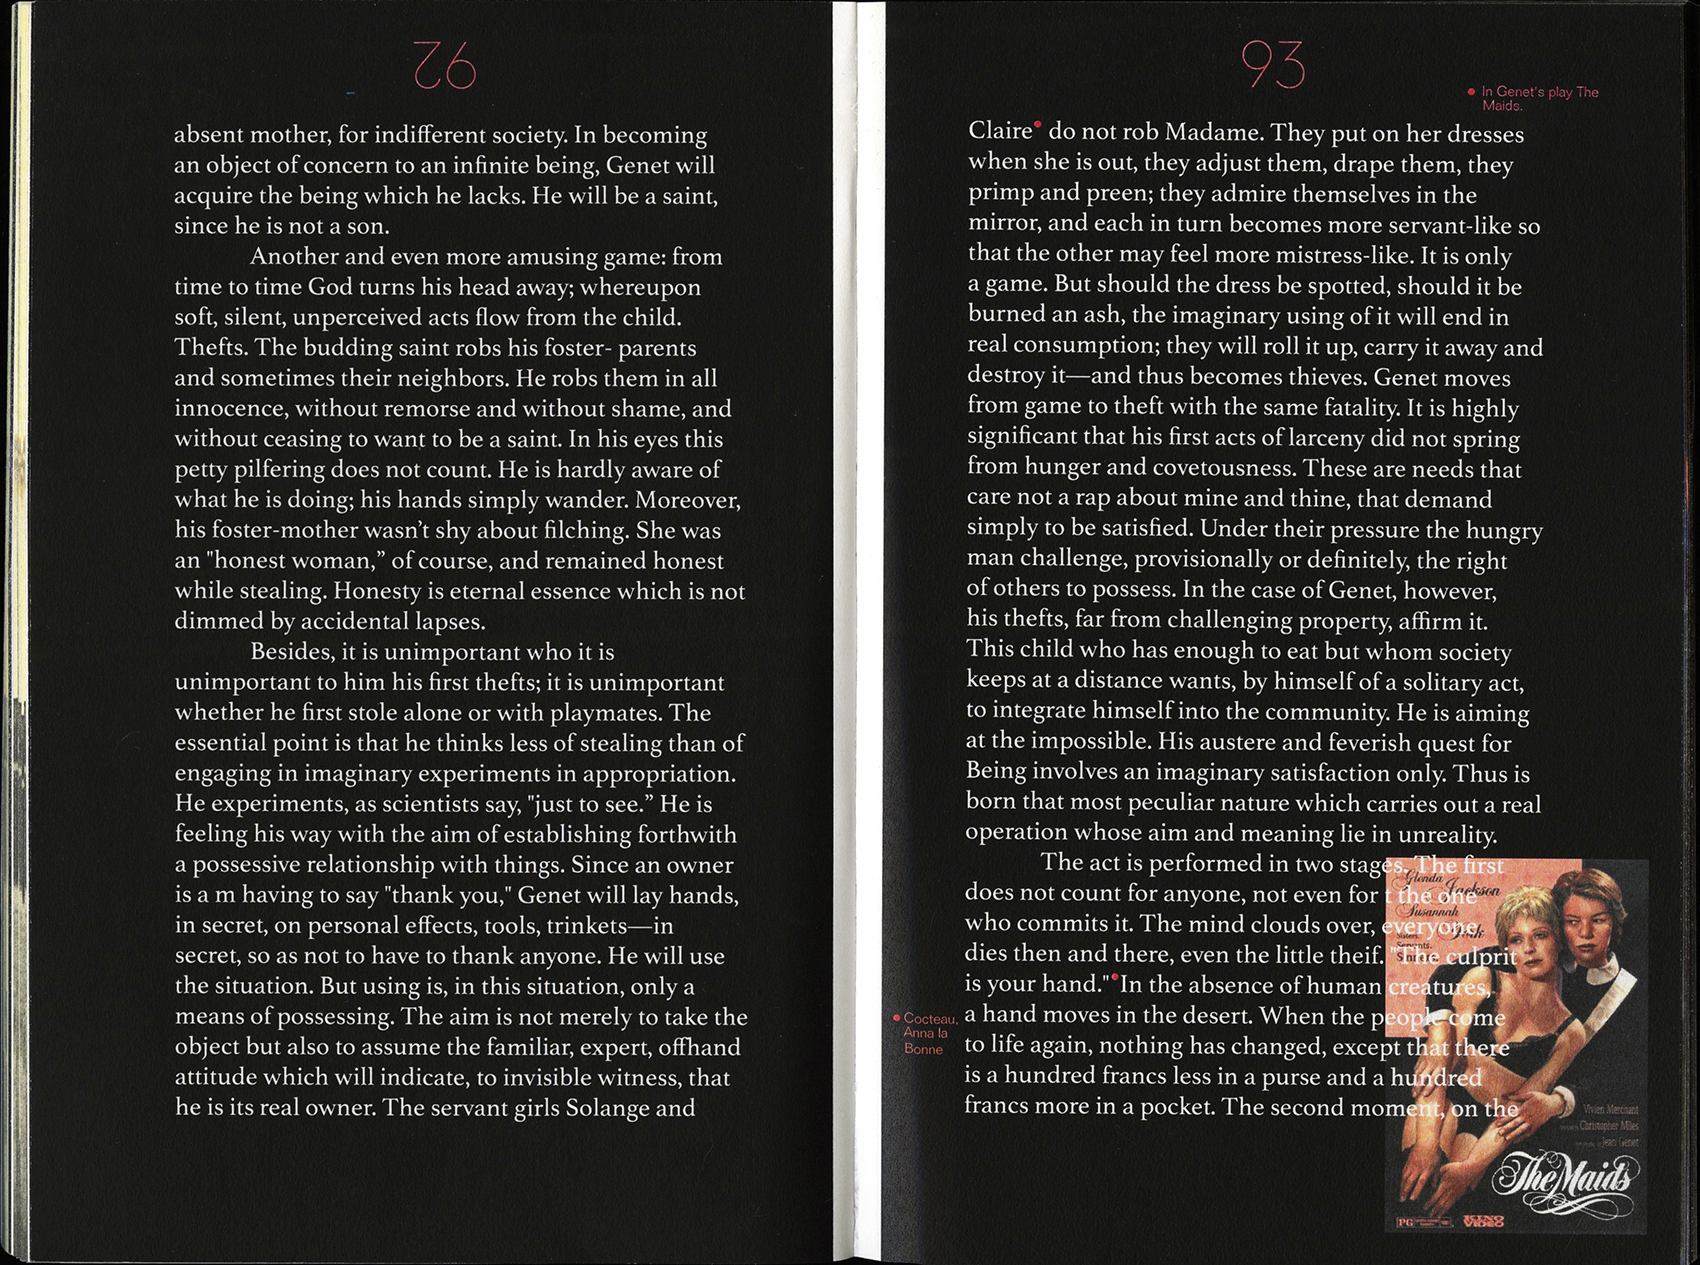 92
absent mother, for indifferent society. In becoming
an object of concern to an infinite being, Genet will
acquire the being which he lacks. He will be a saint,
since he is not a son.
Another and even more amusing game: from
time to time God turns his head away; whereupon
soft, silent, unperceived acts flow from the child.
Thefts. The budding saint robs his foster- parents
and sometimes their neighbors. He robs them in all
innocence, without remorse and without shame, and
without ceasing to want to be a saint. In his eyes this
petty pilfering does not count. He is hardly aware of
what he is doing; his hands simply wander. Moreover,
his foster-mother wasn’t shy about filching. She was
an "honest woman,” of course, and remained honest
while stealing. Honesty is eternal essence which is not
dimmed by accidental lapses.
Besides, it is unimportant who it is
unimportant to him his first thefts; it is unimportant
whether he first stole alone or with playmates. The
essential point is that he thinks less of stealing than of
engaging in imaginary experiments in appropriation.
He experiments, as scientists say, "just to see.” He is
feeling his way with the aim of establishing forthwith
a possessive relationship with things. Since an owner
is a m having to say "thank you," Genet will lay hands,
in secret, on personal effects, tools, trinkets—in
secret, so as not to have to thank anyone. He will use
the situation. But using is, in this situation, only a
means of possessing. The aim is not merely to take the
object but also to assume the familiar, expert, offhand
attitude which will indicate, to invisible witness, that
he is its real owner. The servant girls Solange and
93
In Genet's play The
Maids.
Claire do not rob Madame. They put on her dresses
when she is out, they adjust them, drape them, they
primp and preen; they admire themselves in the
mirror, and each in turn becomes more servant-like so
that the other may feel more mistress-like. It is only
a game. But should the dress be spotted, should it be
burned an ash, the imaginary using of it will end in
real consumption; they will roll it up, carry it away and
destroy it—and thus becomes thieves. Genet moves
from game to theft with the same fatality. It is highly
significant that his first acts of larceny did not spring
from hunger and covetousness. These are needs that
care not a rap about mine and thine, that demand
simply to be satisfied. Under their pressure the hungry
man challenge, provisionally or definitely, the right
of others to possess. In the case of Genet, however,
his thefts, far from challenging property, affirm it.
This child who has enough to eat but whom society
keeps at a distance wants, by himself of a solitary act,
to integrate himself into the community. He is aiming
at the impossible. His austere and feverish quest for
Being involves an imaginary satisfaction only. Thus is
born that most peculiar nature which carries out a real
operation whose aim and meaning lie in unreality.
The act is performed in two stages. The first
does not count for anyone, not even for t the one
who commits it. The mind clouds over, everyone
dies then and there, even the little theif. "The culprit
is your hand." In the absence of human creatures,
a hand moves in the desert. When the people come
to life again, nothing has changed, except that there
is a hundred francs less in a purse and a hundred
francs more in a pocket. The second moment, on the
Cocteau,
Anna la
Bonne
Glenda
Jackson
Susannah
York
Sisters.
Servants.
Vivien Merchant
Christopher Miles
Jean Genet
The Maids
PG
KINO
VIDEO